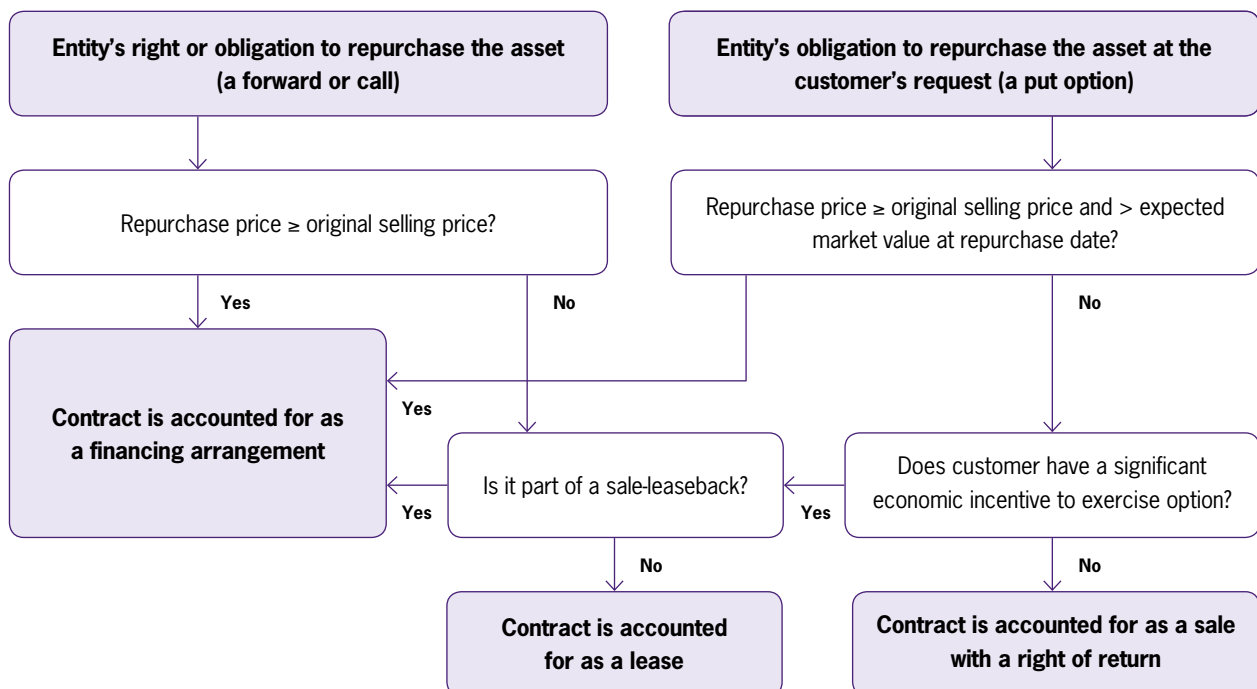 Entity’s right or obligation to repurchase the asset
(a forward or call)
Entity’s obligation to repurchase the asset at the
customer’s request (a put option)
Repurchase price ≥ original selling price?
Repurchase price ≥ original selling price and > expected
market value at repurchase date?
Yes
No
No
Contract is accounted for as
a financing arrangement
Yes
Is it part of a sale-leaseback?
Does customer have a significant
economic incentive to exercise option?
Yes
Yes
No
No
Contract is accounted
for as a lease
Contract is accounted for as a sale
with a right of return